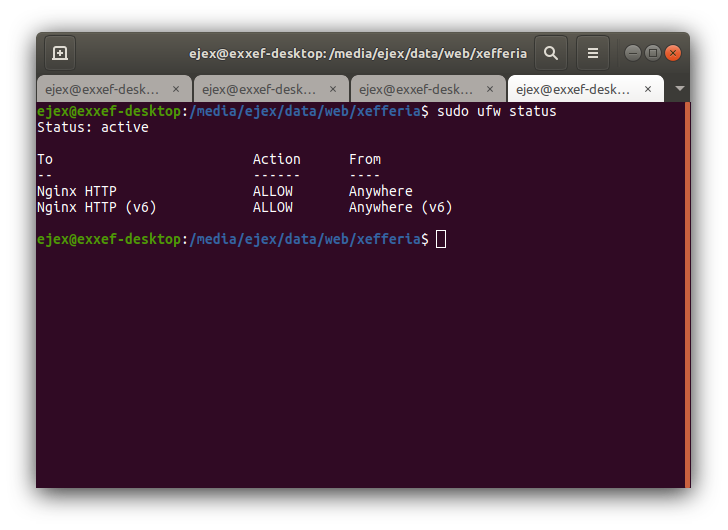 ejex@exxef-desktop: /media/ejex/data/web/xefferia
ejex@exxef-desk... × ejex@exxef-desk... × ejex@exxef-desk... × ejex@exxef-desk... ×
ejex@exxef-desktop:/media/ejex/data/web/xefferia$ sudo ufw status
Status: active
To Action From
-- ------ ----
Nginx HTTP ALLOW Anywhere
Nginx HTTP (v6) ALLOW Anywhere (v6)
ejex@exxef-desktop:/media/ejex/data/web/xefferia$